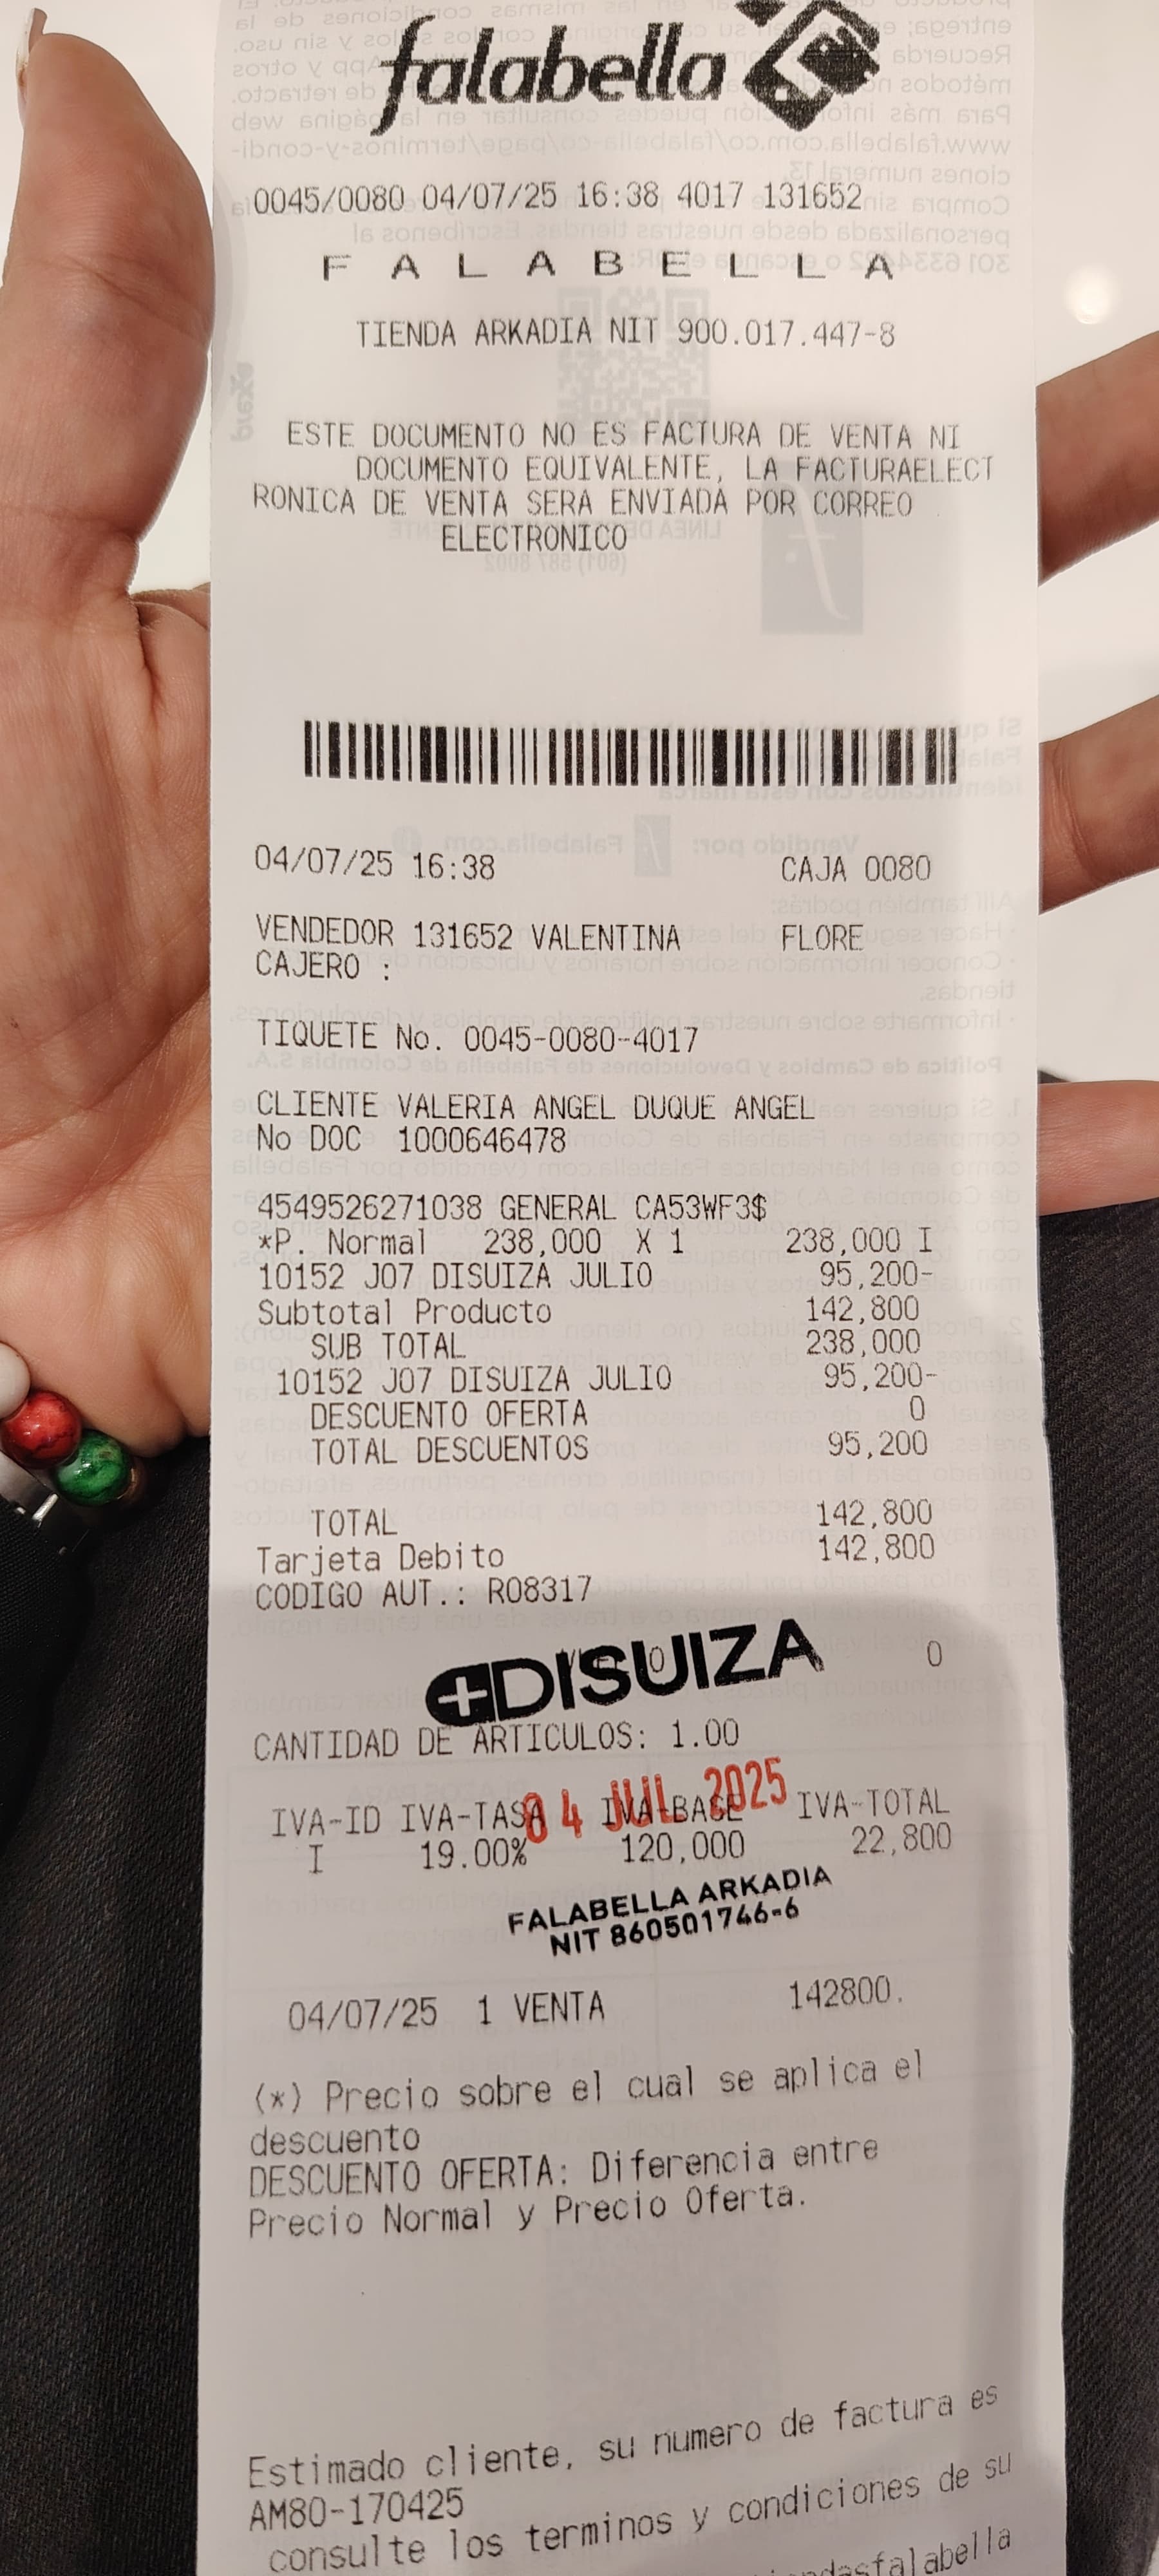 falabella
0045/0080 04/07/25 16:38 4017 131652
F A L A B E L L A
TIENDA ARKADIA NIT 900.017.447-8
ESTE DOCUMENTO NO ES FACTURA DE VENTA NI
DOCUMENTO EQUIVALENTE, LA FACTURAELECT
RONICA DE VENTA SERA ENVIADA POR CORREO
ELECTRONICO
04/07/25 16:38 CAJA 0080
VENDEDOR 131652 VALENTINA FLORE
CAJERO :
TIQUETE No. 0045-0080-4017
CLIENTE VALERIA ANGEL DUQUE ANGEL
No DOC 1000646478
4549526271038 GENERAL CA53WF3$
*P. Normal 238,000 X 1 238,000 I
10152 J07 DISUIZA JULIO 95,200-
Subtotal Producto 142,800
SUB TOTAL 238,000
10152 J07 DISUIZA JULIO 95,200-
DESCUENTO OFERTA 0
TOTAL DESCUENTOS 95,200
TOTAL 142,800
Tarjeta Debito 142,800
CODIGO AUT.: R08317
DISUIZA 0
CANTIDAD DE ARTICULOS: 1.00
04 JUL 2025
IVA-ID IVA-TASA IVA-BASE IVA-TOTAL
I 19.00% 120,000 22,800
FALABELLA ARKADIA
NIT 860501746-6
04/07/25 1 VENTA 142800.
(*) Precio sobre el cual se aplica el
descuento
DESCUENTO OFERTA: Diferencia entre
Precio Normal y Precio Oferta.
Estimado cliente, su numero de factura es
AM80-170425
consulte los terminos y condiciones de su